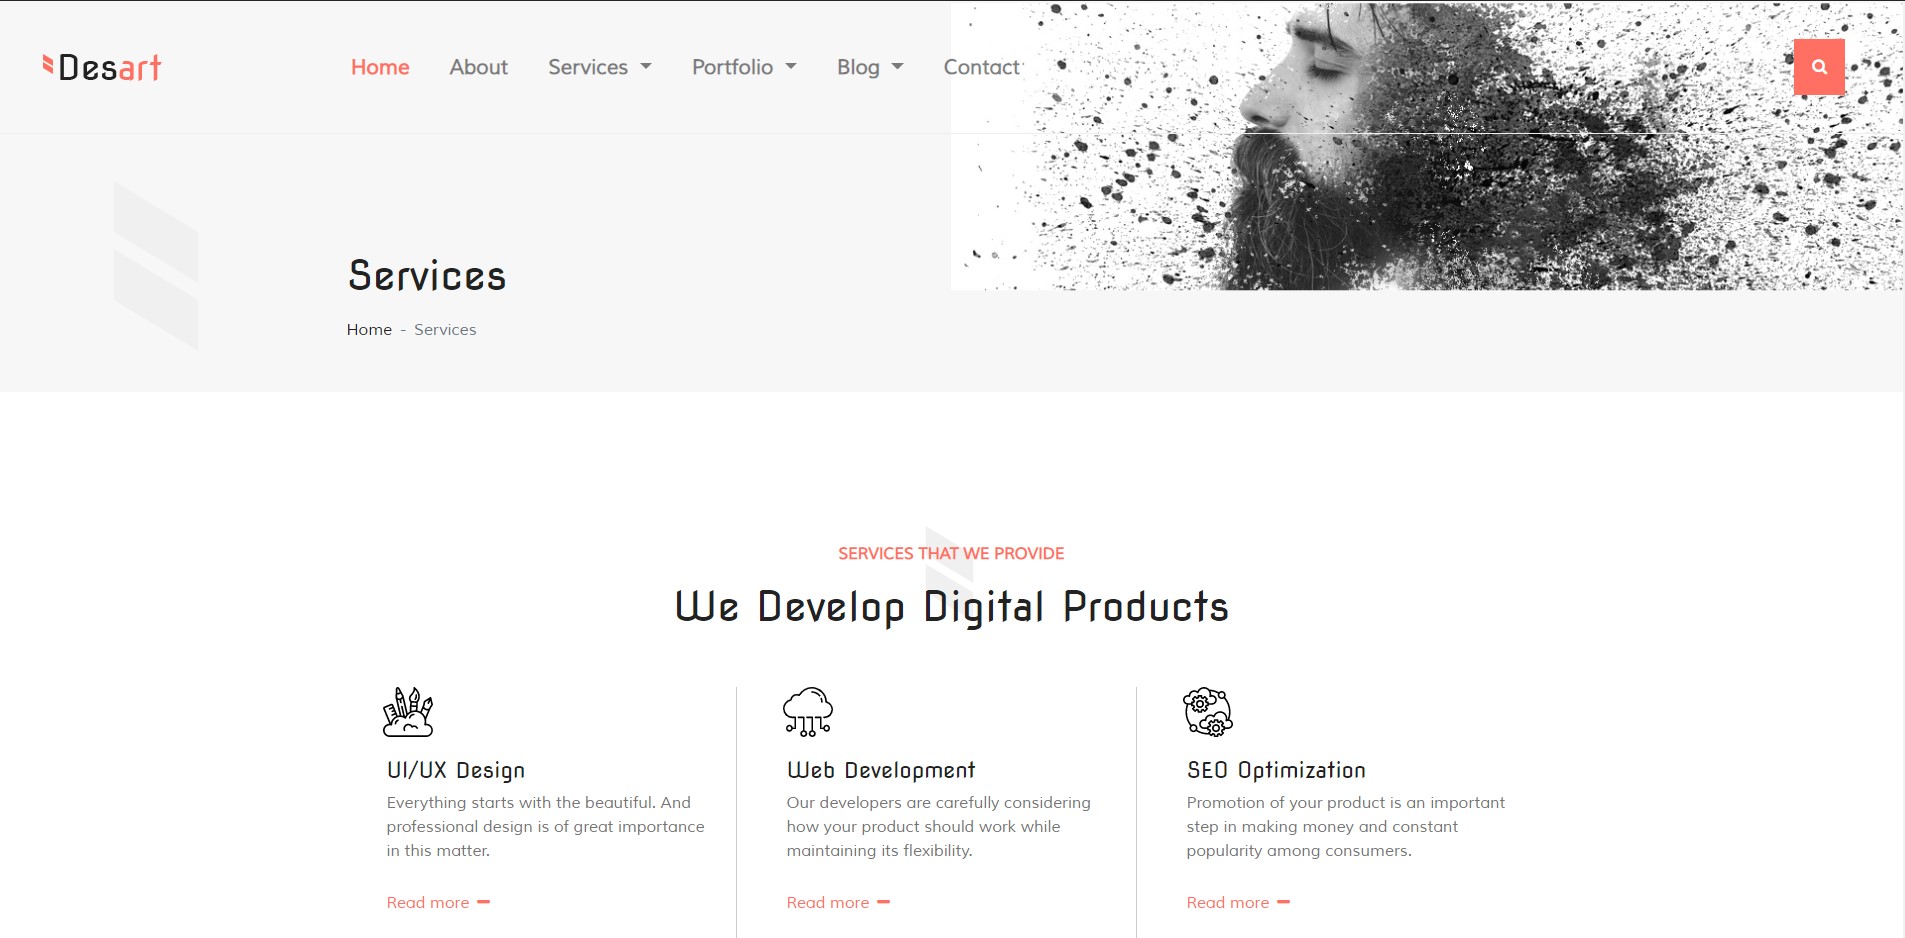 Desart
Home About Services Portfolio Blog Contact
Services
Home - Services
SERVICES THAT WE PROVIDE
We Develop Digital Products
UI/UX Design
Everything starts with the beautiful. And
professional design is of great importance
in this matter.
Read more
Web Development
Our developers are carefully considering
how your product should work while
maintaining its flexibility.
Read more
SEO Optimization
Promotion of your product is an important
step in making money and constant
popularity among consumers.
Read more